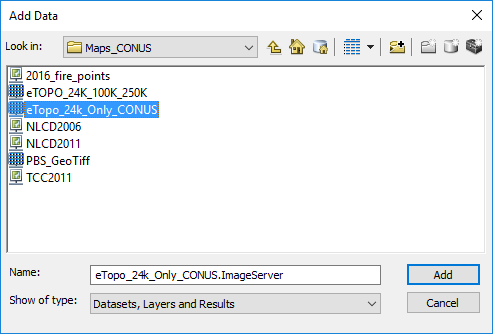 Add Data
Look in: Maps_CONUS
2016_fire_points
eTOPO_24K_100K_250K
eTopo_24k_Only_CONUS
NLCD2006
NLCD2011
PBS_GeoTiff
TCC2011
Name: eTopo_24k_Only_CONUS.ImageServer Add
Show of type: Datasets, Layers and Results Cancel